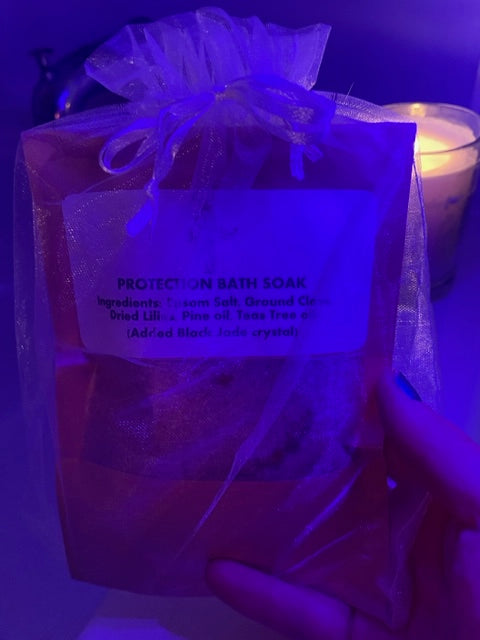 PROTECTION BATH SOAK
Ingredients: Epsom Salt, Ground
Dried Lilies, Pine oil, Teas Tree
(Added Black Jade crystal)